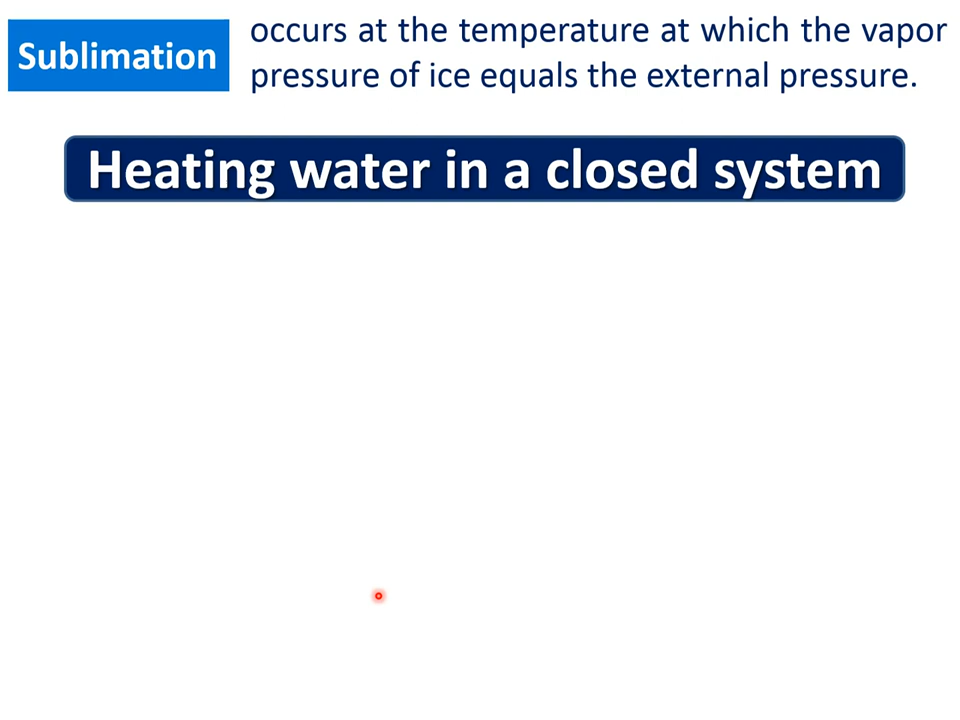 Sublimation
occurs at the temperature at which the vapor
pressure of ice equals the external pressure.
Heating water in a closed system